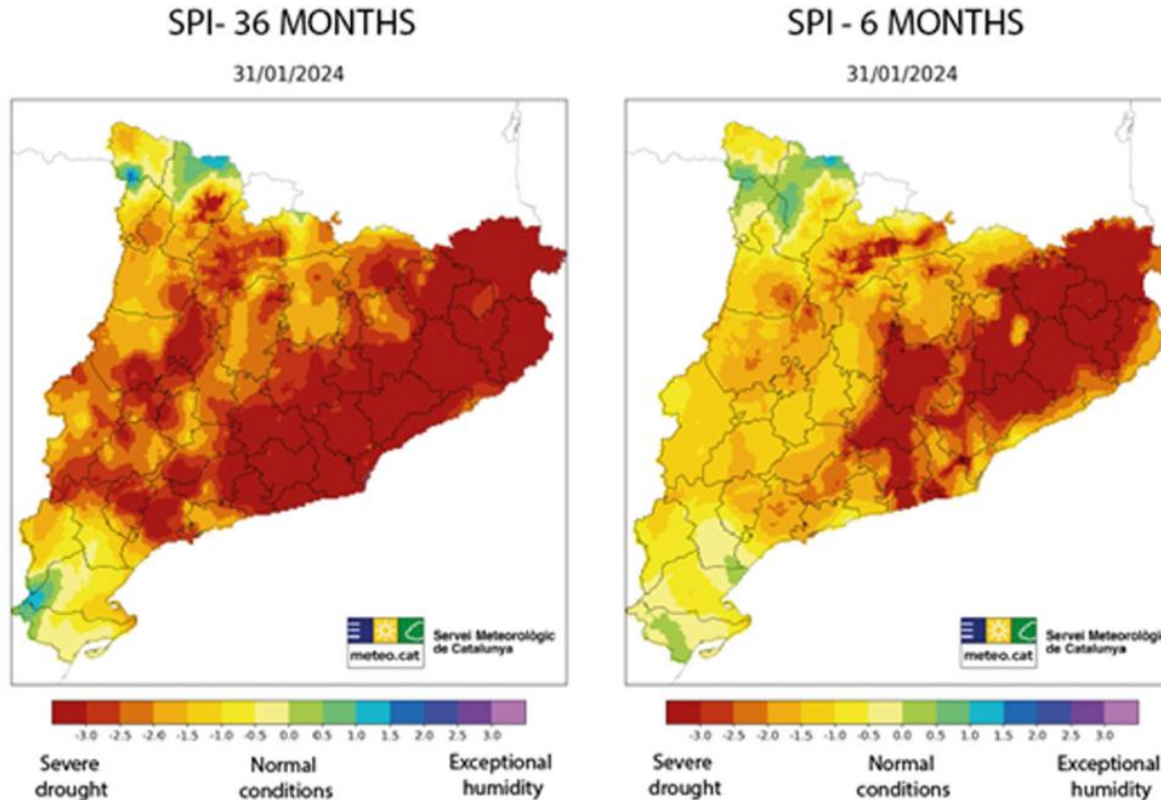 SPI- 36 MONTHS
31/01/2024
Servei Meteorològic
de Catalunya
meteo.cat
-3.0 -2.5 -2.0 -1.5 -1.0 -0.5 0.0 0.5 1.0 1.5 2.0 2.5 3.0
Severe
drought
Normal
conditions
Exceptional
humidity
SPI - 6 MONTHS
31/01/2024
Servei Meteorològic
de Catalunya
meteo.cat
-3.0 -2.5 -2.0 -1.5 -1.0 -0.5 0.0 0.5 1.0 1.5 2.0 2.5 3.0
Severe
drought
Normal
conditions
Exceptional
humidity